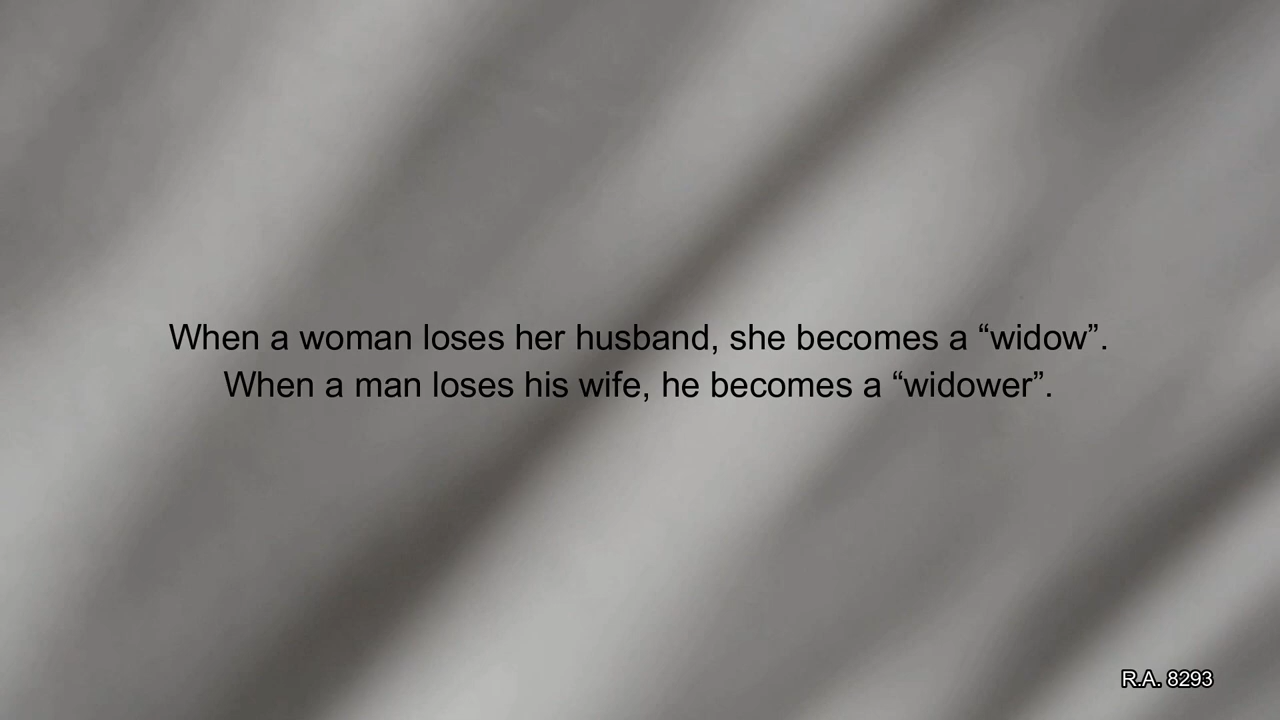 When a woman loses her husband, she becomes a “widow”.
When a man loses his wife, he becomes a “widower”.
R.A. 8293